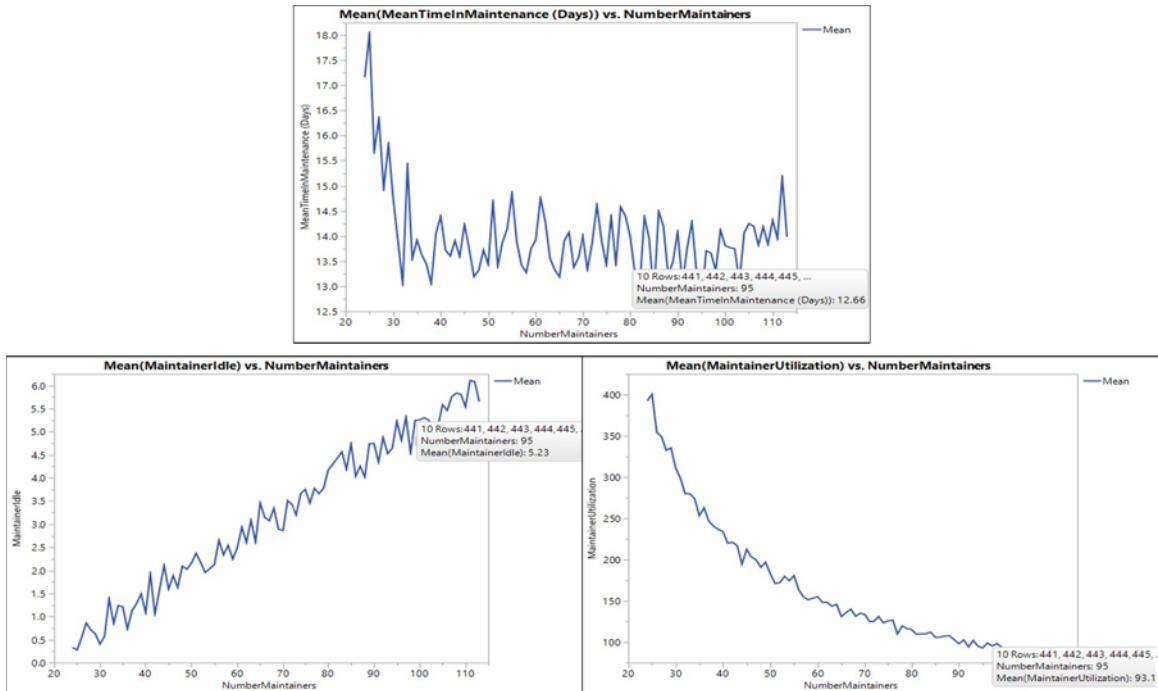 Mean(MeanTimeInMaintenance (Days)) vs. NumberMaintainers
Mean
18.0
17.5
17.0
16.5
16.0
15.5
15.0
14.5
14.0
13.5
13.0
12.5
MeanTimeInMaintenance (Days)
10 Rows:441, 442, 443, 444,445, ...
NumberMaintainers: 95
Mean(MeanTimeInMaintenance (Days)): 12.66
20 30 40 50 60 70 80 90 100 110
NumberMaintainers
Mean(MaintainerIdle) vs. NumberMaintainers
Mean
6.0
5.5
5.0
4.5
4.0
3.5
3.0
2.5
2.0
1.5
1.0
0.5
0.0
MaintainerIdle
10 Rows:441, 442, 443, 444,445, .
NumberMaintainers: 95
Mean(MaintainerIdle): 5.23
20 30 40 50 60 70 80 90 100 110
NumberMaintainers
Mean(MaintainerUtilization) vs. NumberMaintainers
Mean
400
350
300
250
200
150
100
MaintainerUtilization
10 Rows:441, 442, 443, 444,445, .
NumberMaintainers: 95
Mean(MaintainerUtilization): 93.1
20 30 40 50 60 70 80 90
NumberMaintainers